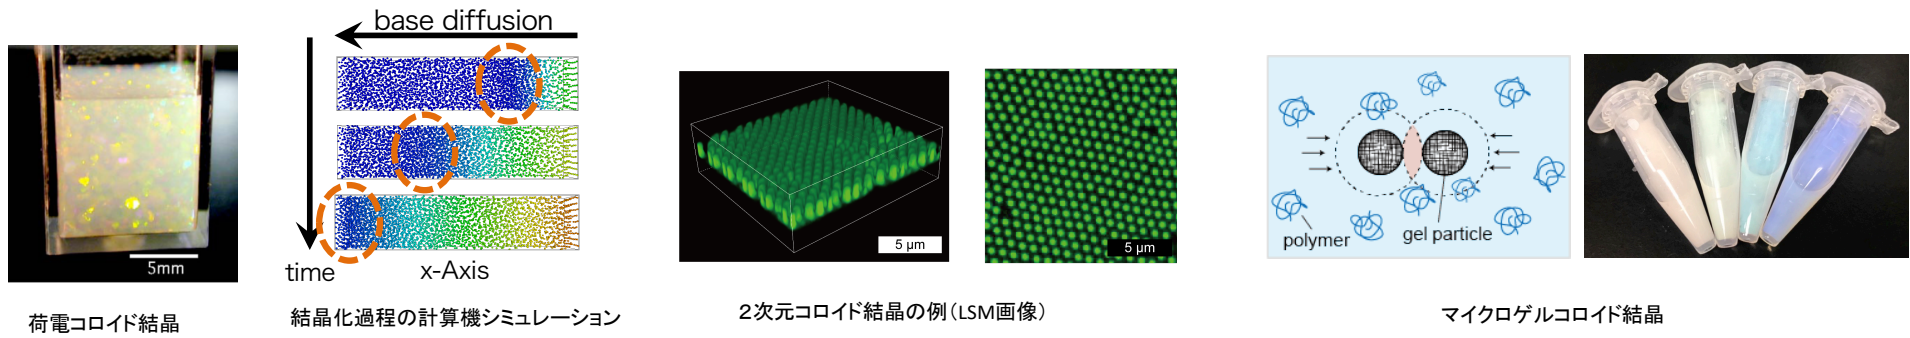 5mm
荷電コロイド結晶
base diffusion
time
x-Axis
結晶化過程の計算機シミュレーション
5 µm
5 µm
２次元コロイド結晶の例（LSM画像）
polymer
gel particle
マイクロゲルコロイド結晶